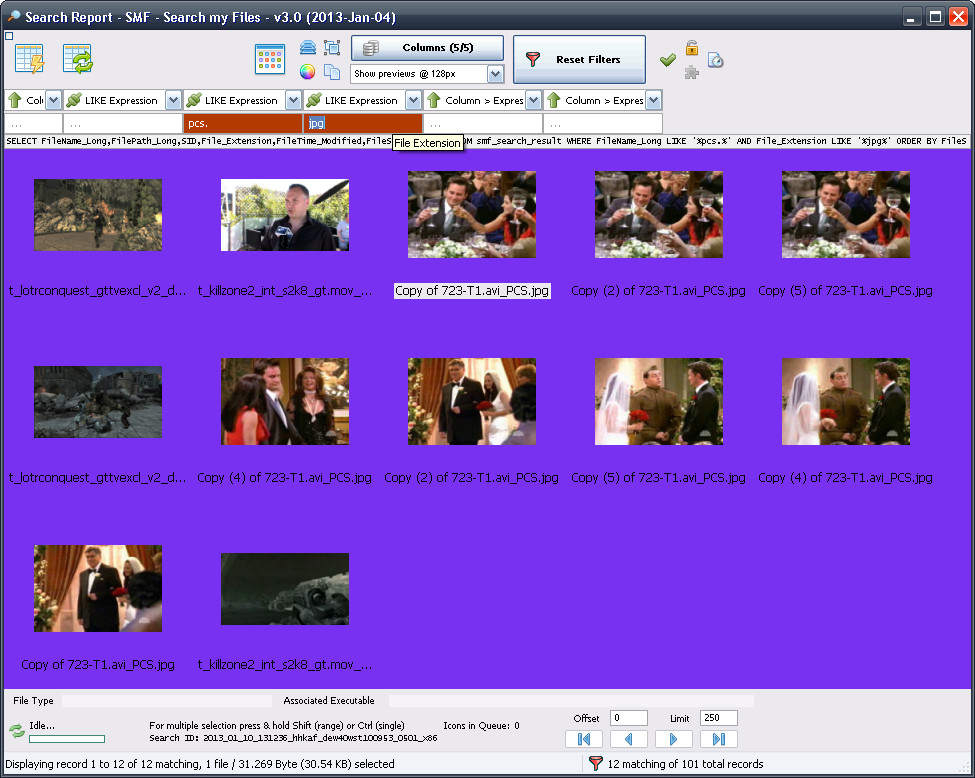 Search Report - SMF - Search my Files - v3.0 (2013-Jan-04)
Columns (5/5)
Show previews @ 128px
Reset Filters
Col LIKE Expression LIKE Expression LIKE Expression Column > Expres Column > Expres
... ... pcs. jpg ... ...
SELECT FileName_Long,FilePath_Long,SID,File_Extension,FileTime_Modified,FileS OM smf_search_result WHERE FileName_Long LIKE '%pcs.%' AND File_Extension LIKE '%jpg%' ORDER BY FileS
File Extension
t_lotrconquest_gttvexcl_v2_d... t_killzone2_int_s2k8_gt.mov_... Copy of 723-T1.avi_PCS.jpg Copy (2) of 723-T1.avi_PCS.jpg Copy (5) of 723-T1.avi_PCS.jpg
t_lotrconquest_gttvexcl_v2_d... Copy (4) of 723-T1.avi_PCS.jpg Copy (2) of 723-T1.avi_PCS.jpg Copy (5) of 723-T1.avi_PCS.jpg Copy (4) of 723-T1.avi_PCS.jpg
Copy of 723-T1.avi_PCS.jpg t_killzone2_int_s2k8_gt.mov_...
File Type Associated Executable
Idle... For multiple selection press & hold Shift (range) or Ctrl (single) Icons in Queue: 0 Offset 0 Limit 250
Search ID: 2013_01_10_131236_hhkaf_dew40wst100953_0501_x86
Displaying record 1 to 12 of 12 matching, 1 file / 31.269 Byte (30.54 KB) selected 12 matching of 101 total records